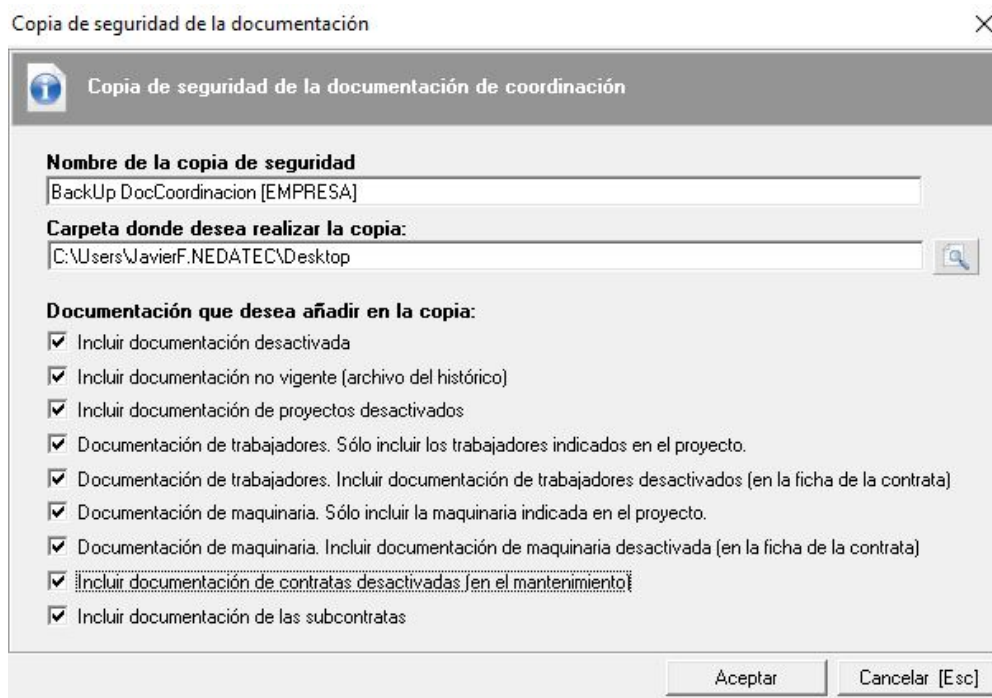 Copia de seguridad de la documentación
Copia de seguridad de la documentación de coordinación
Nombre de la copia de seguridad
BackUp DocCoordinacion [EMPRESA]
Carpeta donde desea realizar la copia:
C:\Users\JavierF.NEDATEC\Desktop
Documentación que desea añadir en la copia:
Incluir documentación desactivada
Incluir documentación no vigente (archivo del histórico)
Incluir documentación de proyectos desactivados
Documentación de trabajadores. Sólo incluir los trabajadores indicados en el proyecto.
Documentación de trabajadores. Incluir documentación de trabajadores desactivados (en la ficha de la contrata)
Documentación de maquinaria. Sólo incluir la maquinaria indicada en el proyecto.
Documentación de maquinaria. Incluir documentación de maquinaria desactivada (en la ficha de la contrata)
Incluir documentación de contratas desactivadas (en el mantenimiento)
Incluir documentación de las subcontratas
Aceptar
Cancelar [Esc]